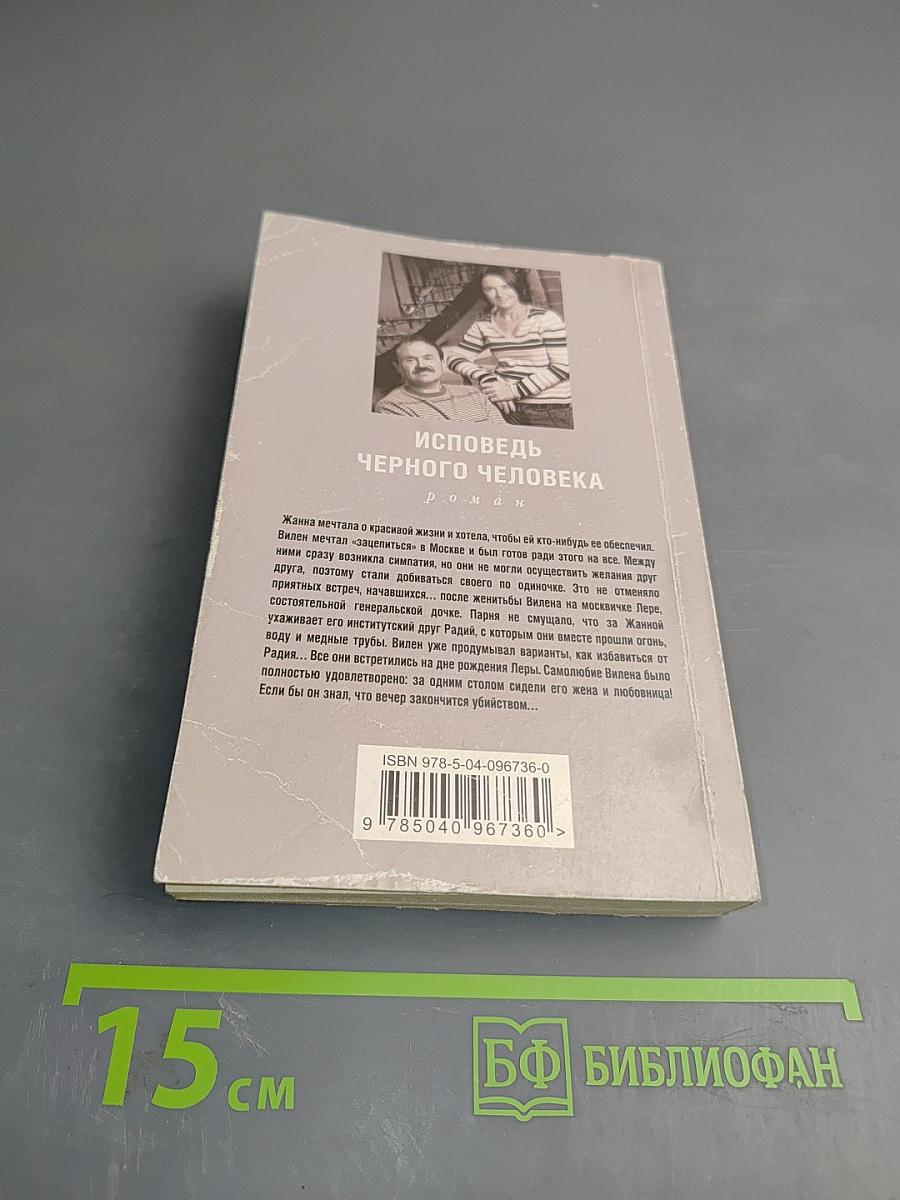 ИСПОВЕДЬ
ЧЕРНОГО ЧЕЛОВЕКА
роман
Жанна мечтала о красивой жизни и хотела, чтобы ей кто-нибудь ее обеспечил.
Вилен мечтал «зацепиться» в Москве и был готов ради этого на все. Между
ними сразу возникла симпатия, но они не могли осуществить желания друг
друга, поэтому стали добиваться своего по одиночке. Это не отменяло
приятных встреч, начавшихся... после женитьбы Вилена на москвичке Лере,
состоятельной генеральской дочке. Парня не смущало, что за Жанной
ухаживает его институтский друг Радий, с которым они вместе прошли огонь,
воду и медные трубы. Вилен уже продумывал варианты, как избавиться от
Радия... Все они встретились на дне рождения Леры. Самолюбие Вилена было
полностью удовлетворено: за одним столом сидели его жена и любовница!
Если бы он знал, что вечер закончится убийством...
ISBN 978-5-04-096736-0
9 785040 967360 >
15 см
БФ БИБЛИОФАН